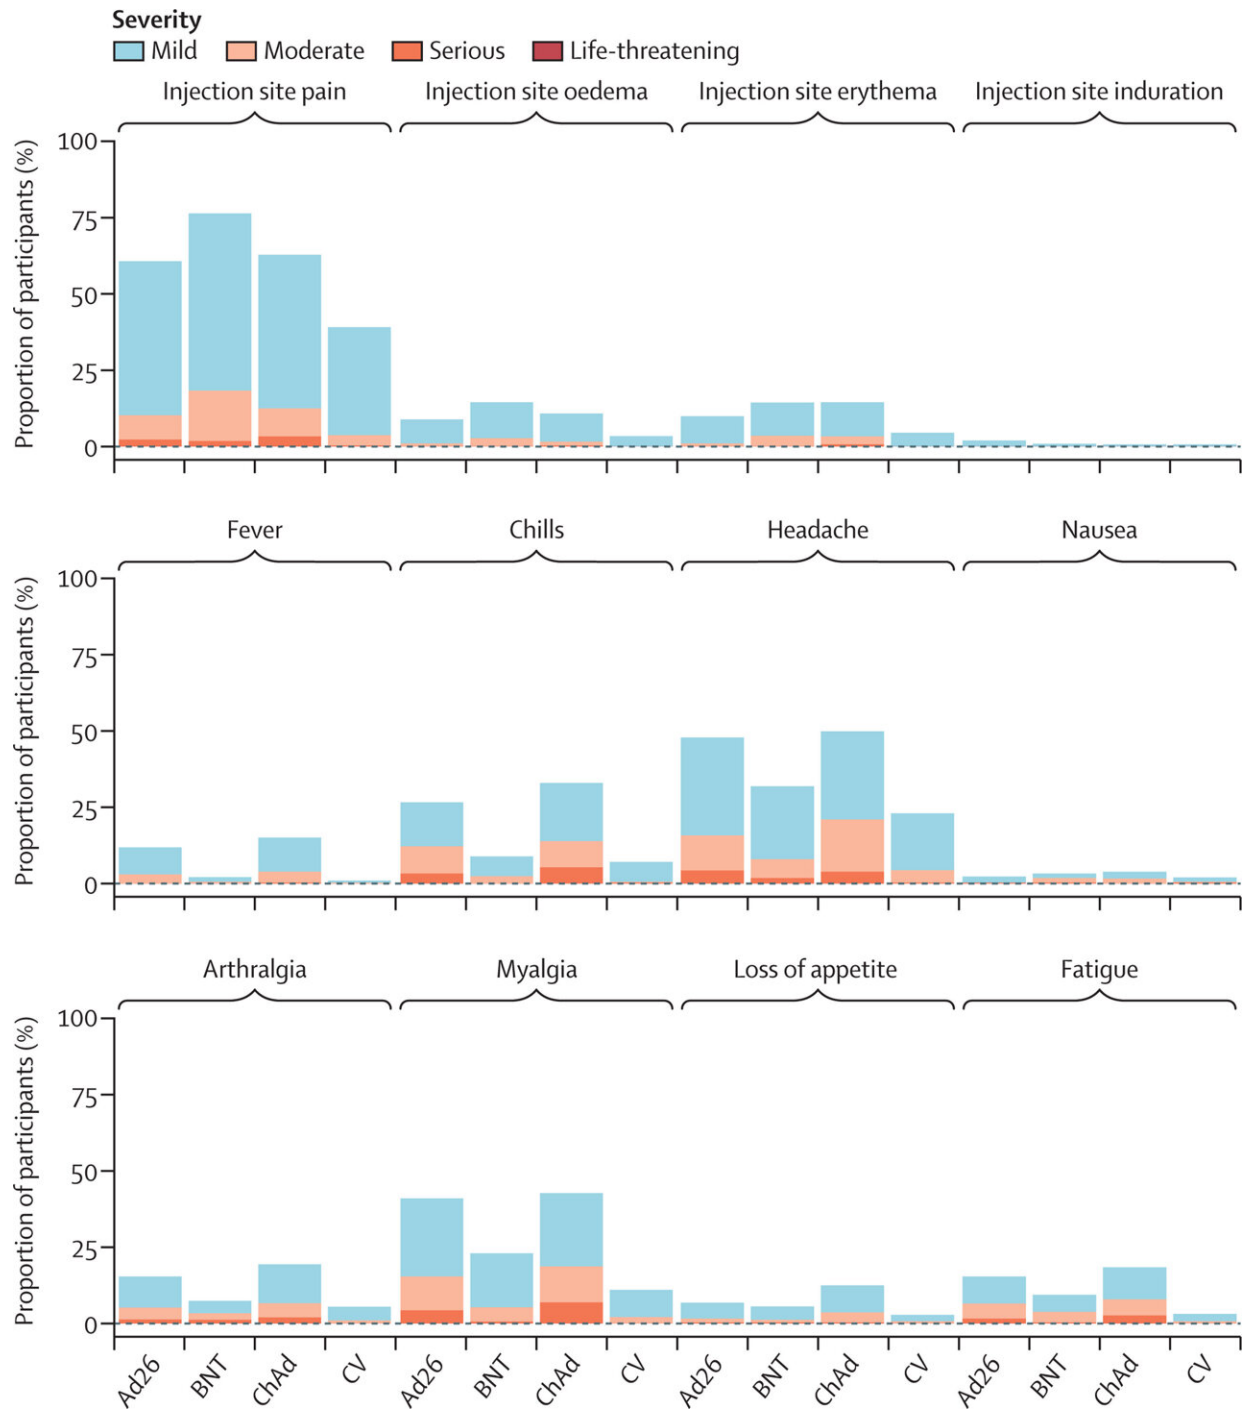 Severity
Mild Moderate Serious Life-threatening
Injection site pain Injection site oedema Injection site erythema Injection site induration
Proportion of participants (%)
100
75
50
25
0
Fever Chills Headache Nausea
Proportion of participants (%)
100
75
50
25
0
Arthralgia Myalgia Loss of appetite Fatigue
Proportion of participants (%)
100
75
50
25
0
Ad26 BNT ChAd CV Ad26 BNT ChAd CV Ad26 BNT ChAd CV Ad26 BNT ChAd CV